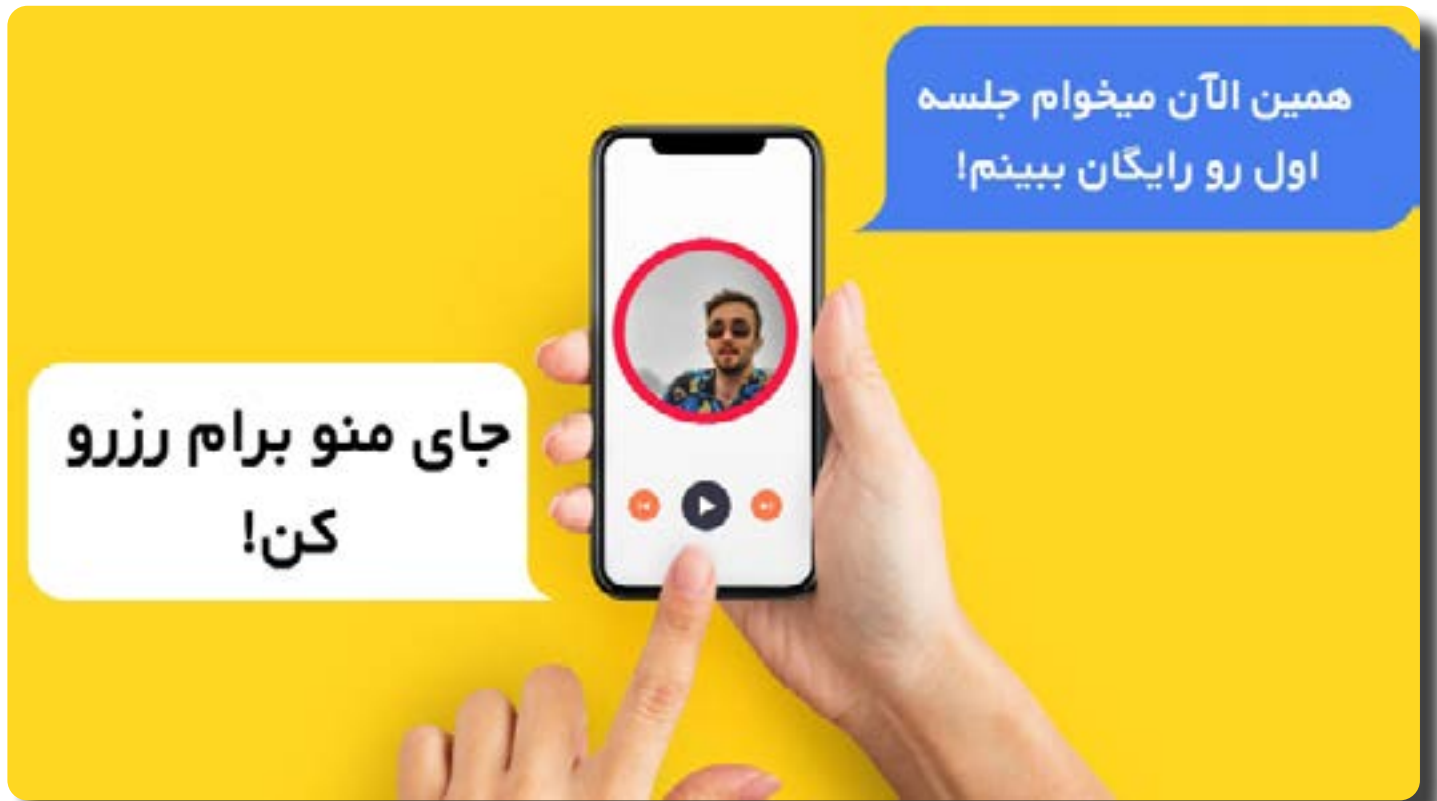 همین الآن میخوام جلسه
اول رو رایگان ببینم!
جای منو برام رزرو
کن!